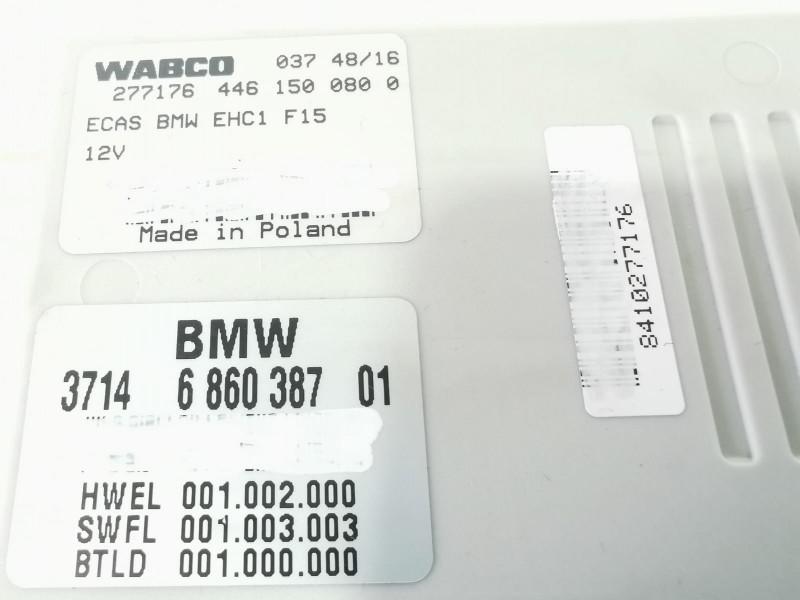 WABCO 037 48/16
277176 446 150 080 0
ECAS BMW EHC1 F15
12V
Made in Poland
BMW
3714 6 860 387 01
HWEL 001.002.000
SWFL 001.003.003
BTLD 001.000.000
8410277176